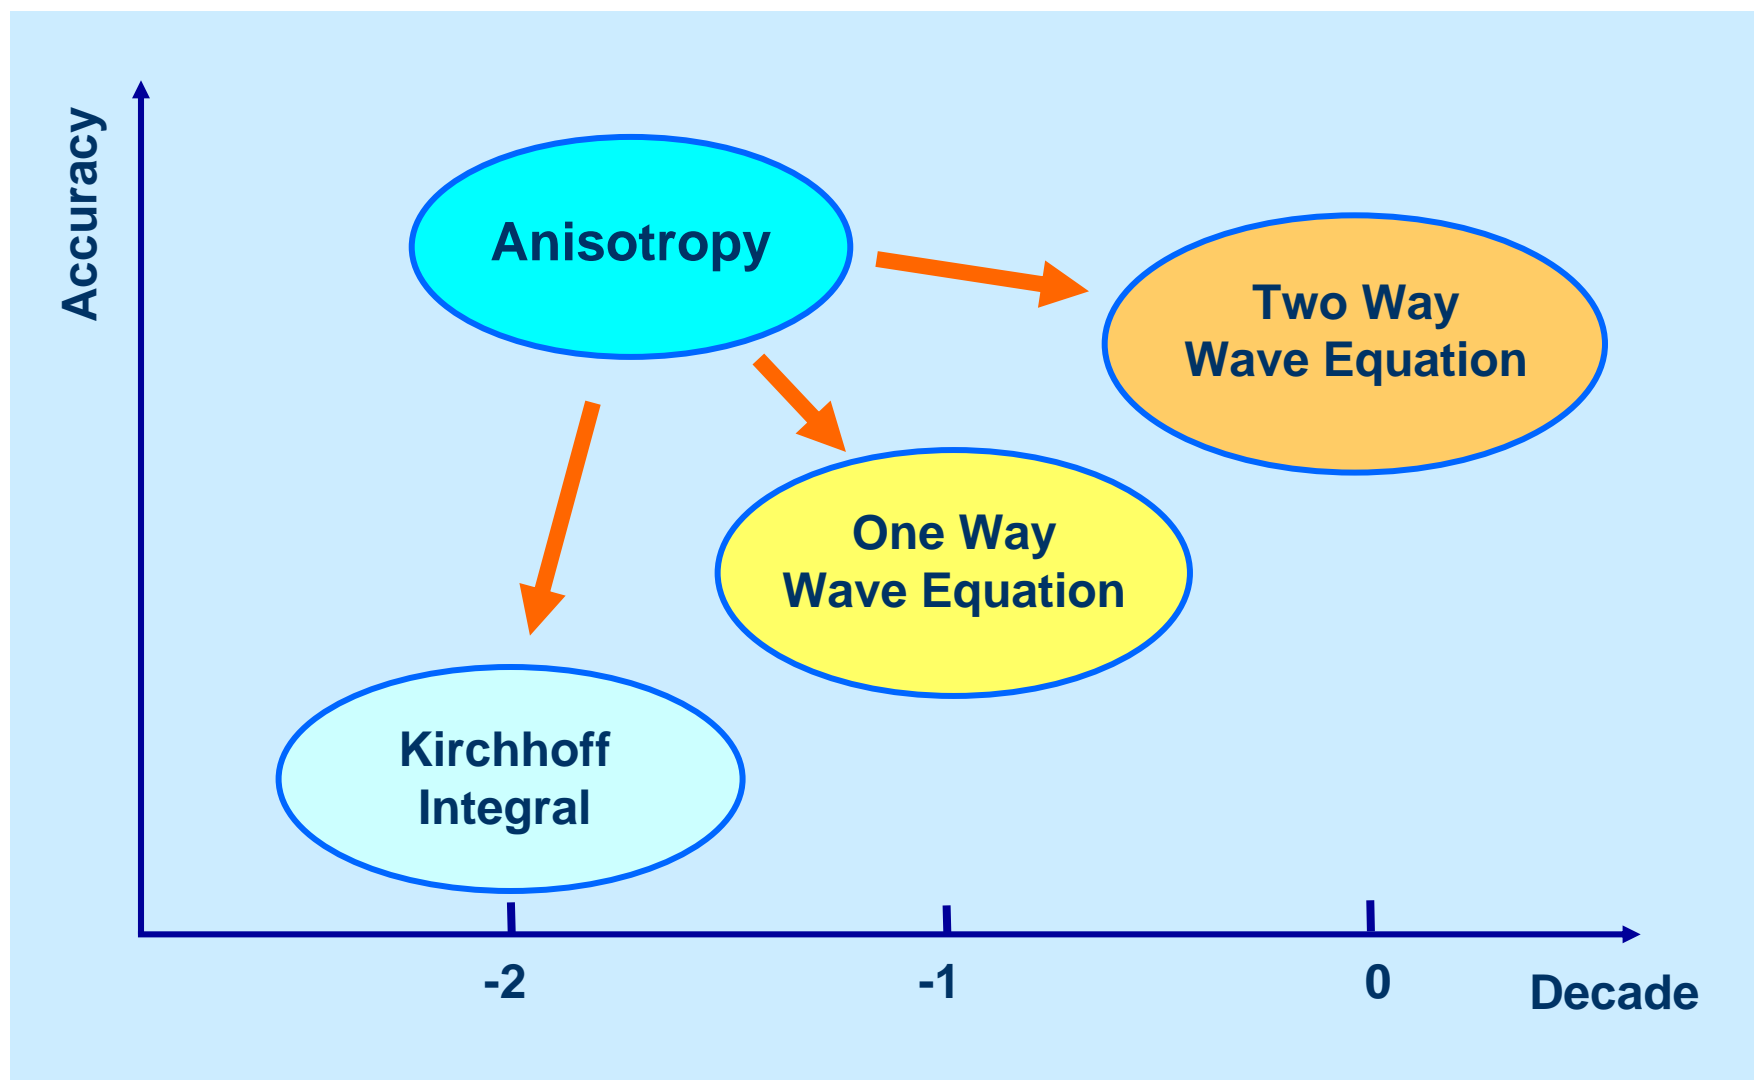 Accuracy
Anisotropy
Two Way
Wave Equation
One Way
Wave Equation
Kirchhoff
Integral
-2
-1
0
Decade